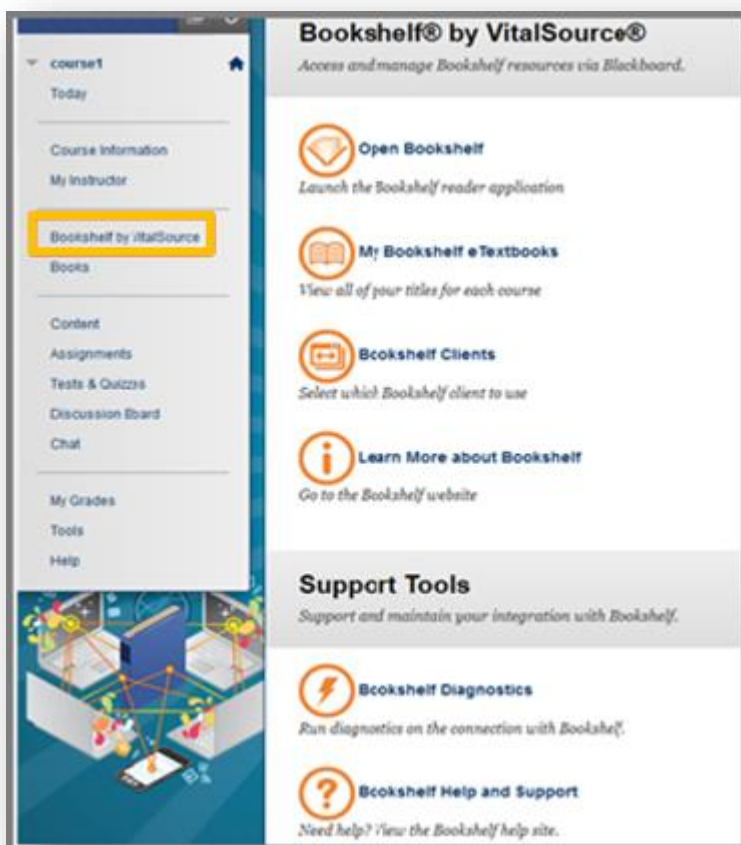 course1
Today
Course Information
My Instructor
Bookshelf by VitalSource
Books
Content
Assignments
Tests & Quizzes
Discussion Board
Chat
My Grades
Tools
Help
Bookshelf® by VitalSource®
Access and manage Bookshelf resources via Blackboard.
Open Bookshelf
Launch the Bookshelf reader application
My Bookshelf eTextbooks
View all of your titles for each course
Bookshelf Clients
Select which Bookshelf client to use
Learn More about Bookshelf
Go to the Bookshelf website
Support Tools
Support and maintain your integration with Bookshelf.
Bookshelf Diagnostics
Run diagnostics on the connection with Bookshelf.
Bookshelf Help and Support
Need help? View the Bookshelf help site.